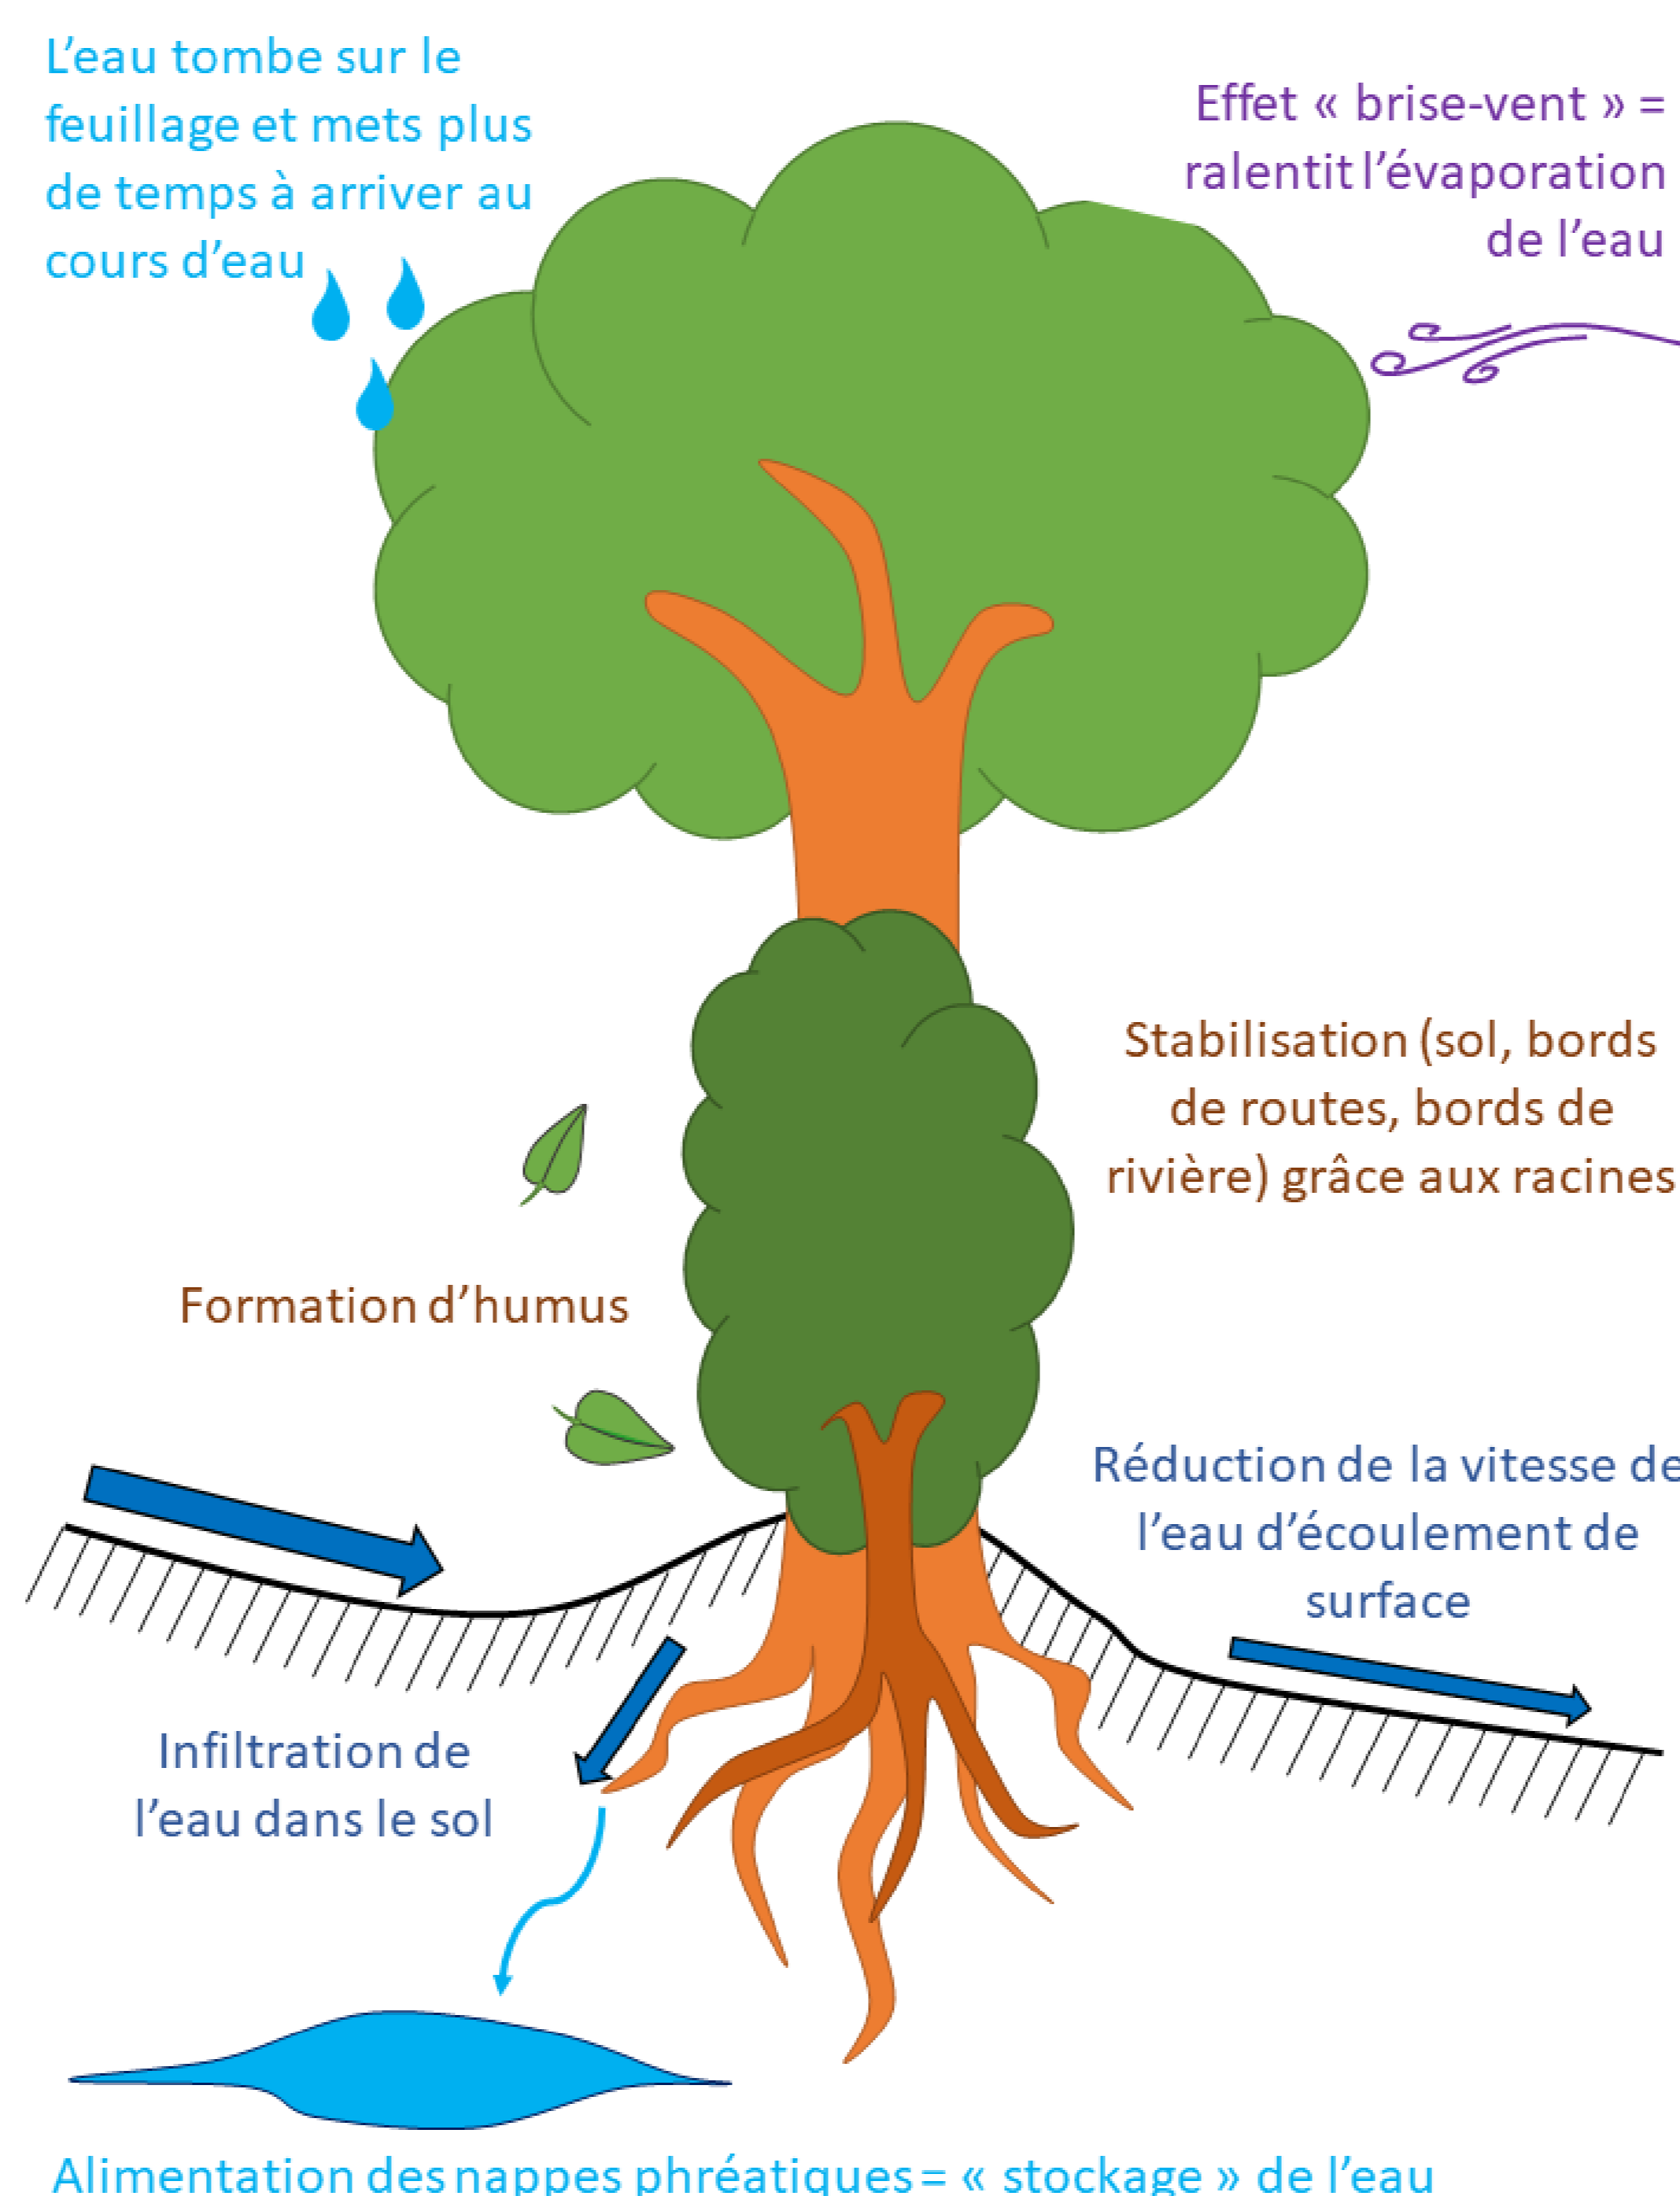 L'eau tombe sur le
feuillage et mets plus
de temps à arriver au
cours d'eau
Effet « brise-vent » =
ralentit l'évaporation
de l'eau
Stabilisation (sol, bords
de routes, bords de
rivière) grâce aux racines
Formation d'humus
Réduction de la vitesse de
l'eau d'écoulement de
surface
Infiltration de
l'eau dans le sol
Alimentation des nappes phréatiques = « stockage » de l'eau